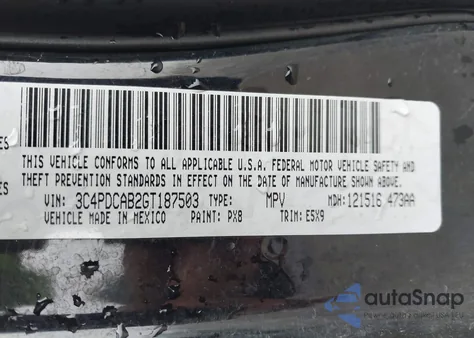 ES
THIS VEHICLE CONFORMS TO ALL APPLICABLE U.S.A. FEDERAL MOTOR VEHICLE SAFETY AND
ES
THEFT PREVENTION STANDARDS IN EFFECT ON THE DATE OF MANUFACTURE SHOWN ABOVE.
VIN: 3C4PDCAB2GT187503 TYPE: MPV MDH: 121516 473AA
VEHICLE MADE IN MEXICO PAINT: PX8 TRIM: E5X9
autoSnap